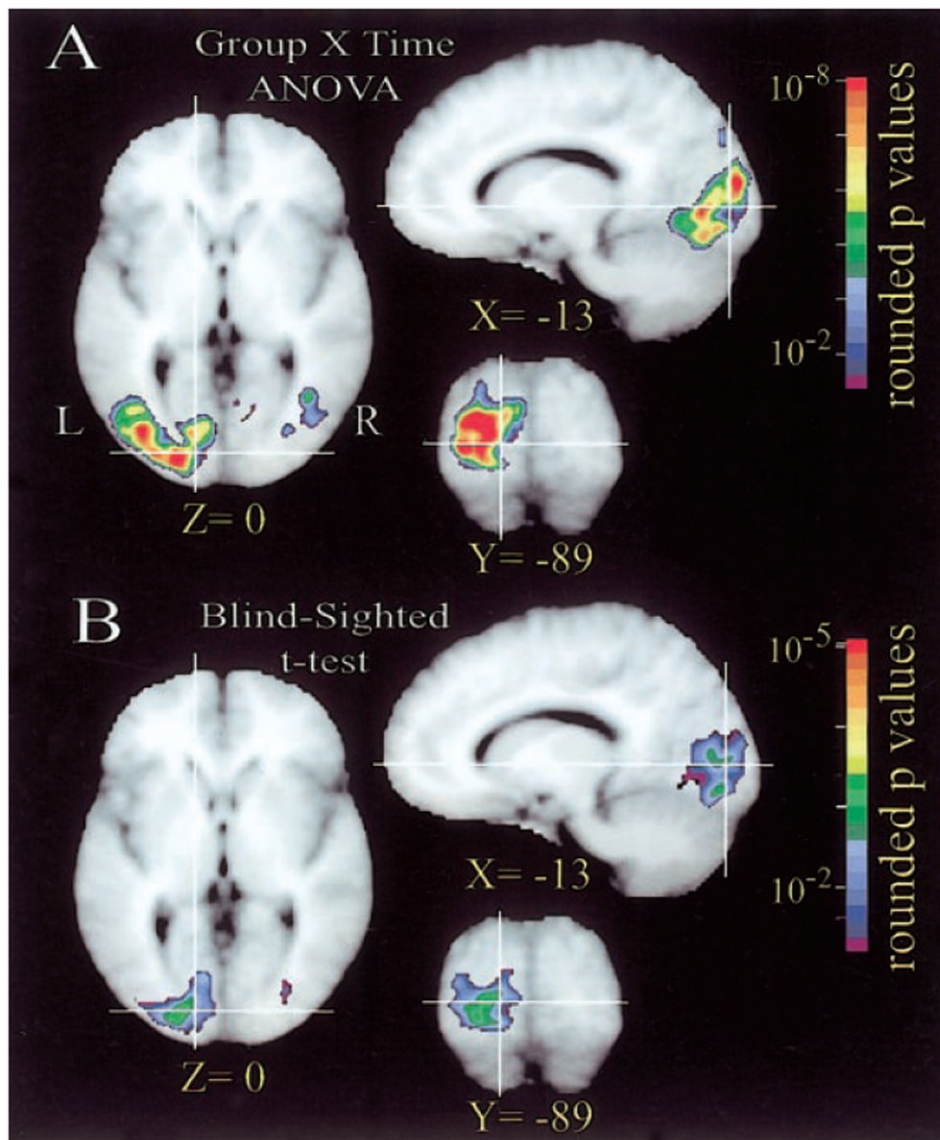 A
Group X Time
ANOVA
10-8
rounded p values
10-2
X= -13
L
R
Z= 0
Y= -89
B
Blind-Sighted
t-test
10-5
rounded p values
10-2
X= -13
Z= 0
Y= -89